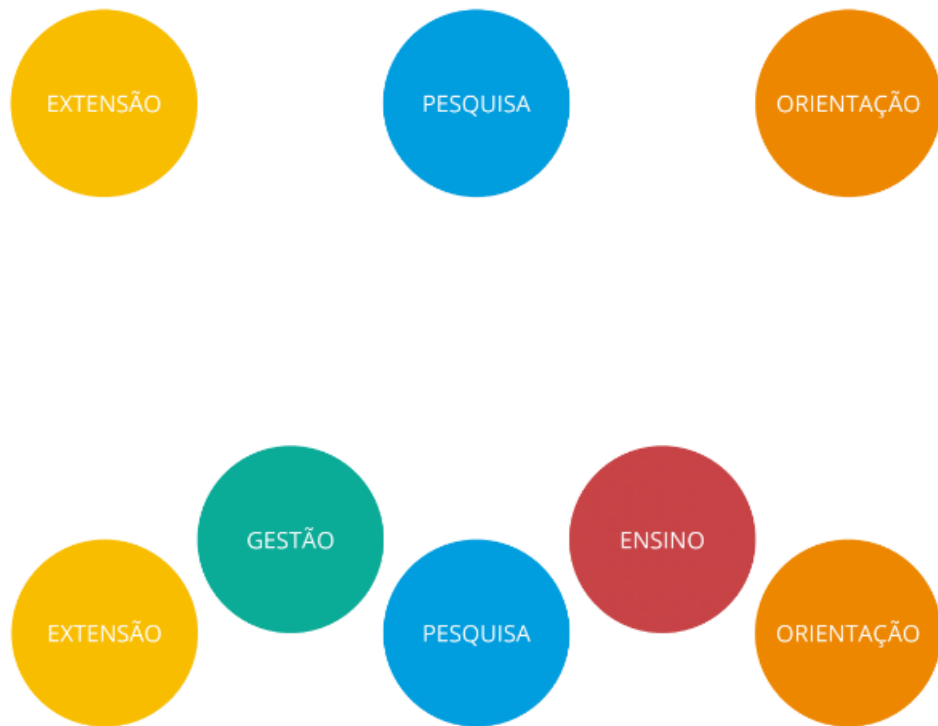 EXTENSÃO
PESQUISA
ORIENTAÇÃO
GESTÃO
ENSINO
EXTENSÃO
PESQUISA
ORIENTAÇÃO